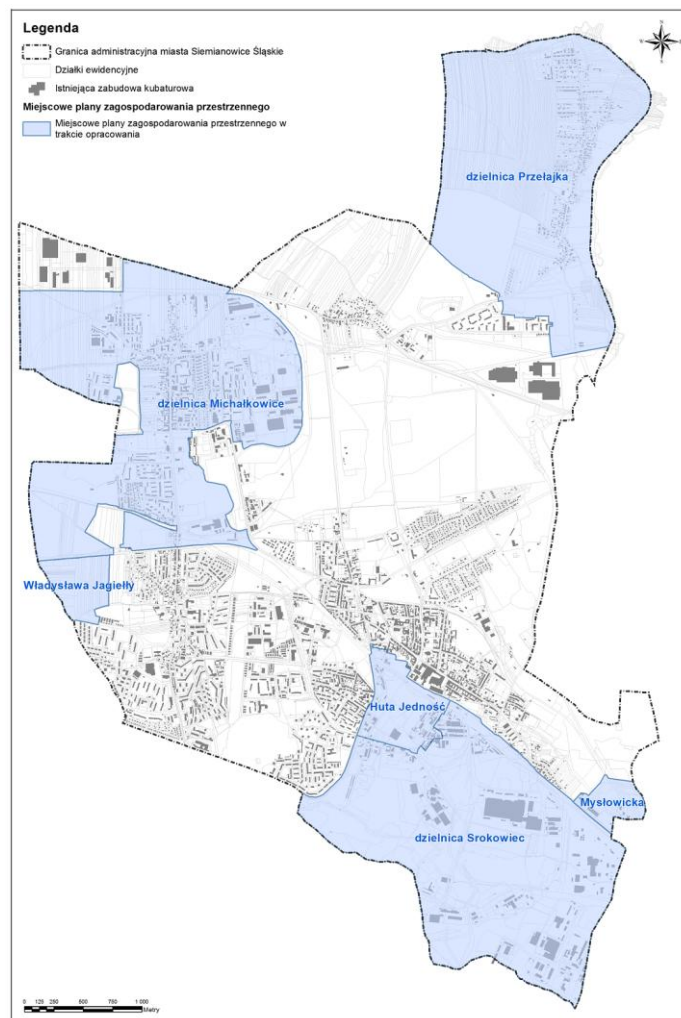 Legenda
Granica administracyjna miasta Siemianowice Śląskie
Działki ewidencyjne
Istniejąca zabudowa kubaturowa
Miejscowe plany zagospodarowania przestrzennego
Miejscowe plany zagospodarowania przestrzennego w
trakcie opracowania
dzielnica Przełajka
dzielnica Michałkowice
Władysława Jagiełły
Huta Jedność
Mysłowicka
dzielnica Srokowiec
0 125 250 500 750 1 000
Metry